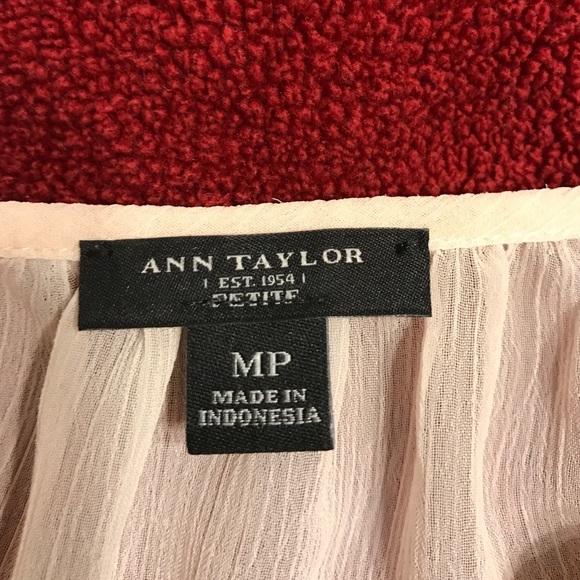 ANN TAYLOR
| EST. 1954 |
PETITE
MP
MADE IN
INDONESIA